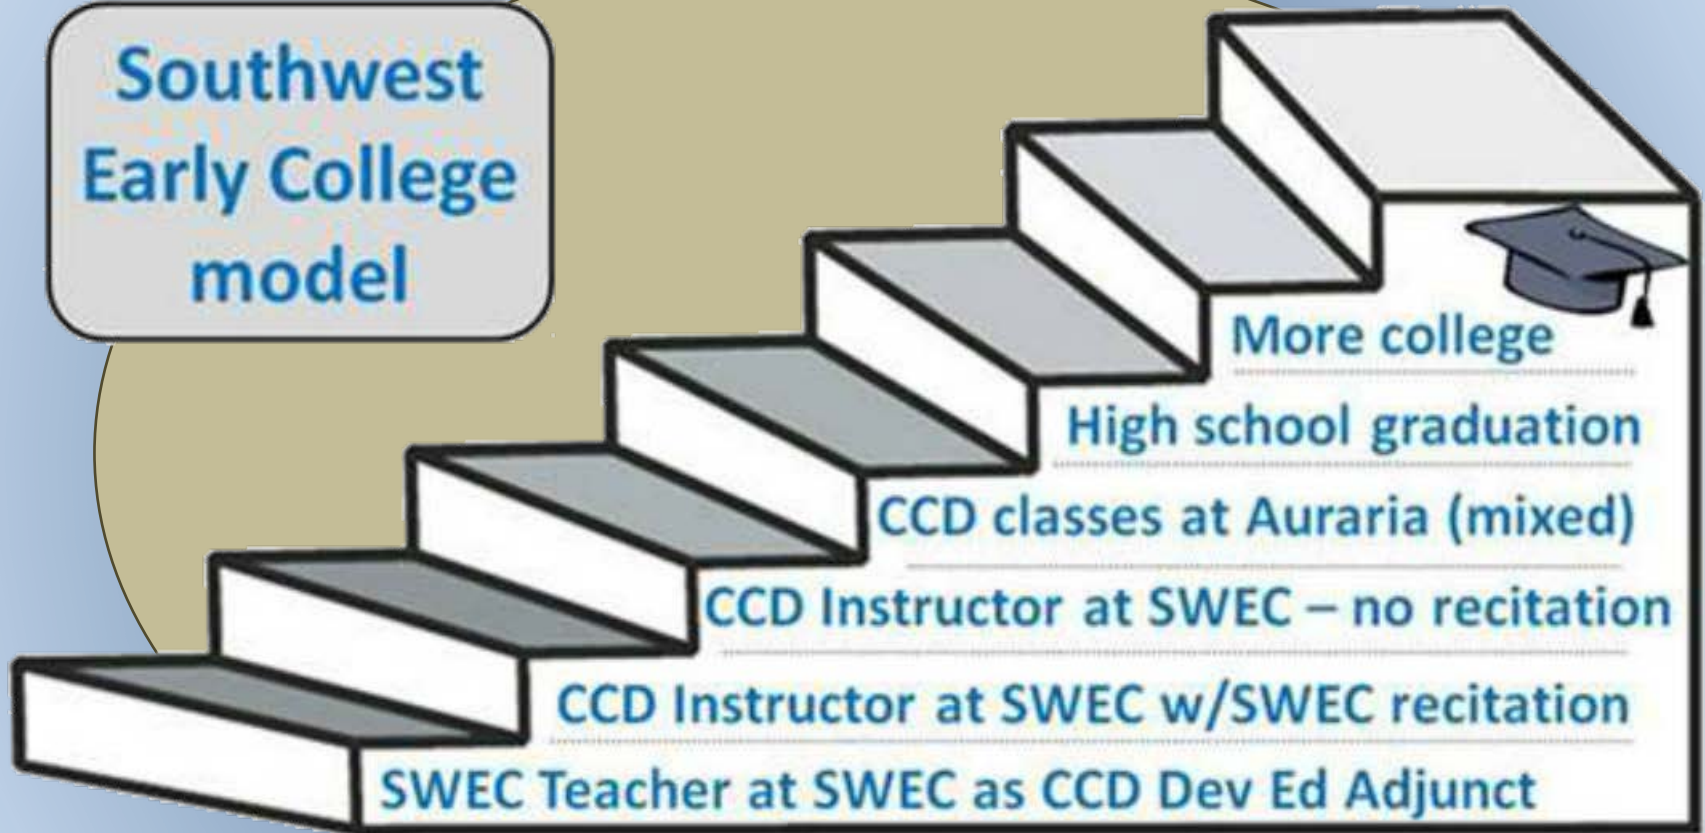 Southwest
Early College
model
More college
High school graduation
CCD classes at Auraria (mixed)
CCD Instructor at SWEC – no recitation
CCD Instructor at SWEC w/SWEC recitation
SWEC Teacher at SWEC as CCD Dev Ed Adjunct